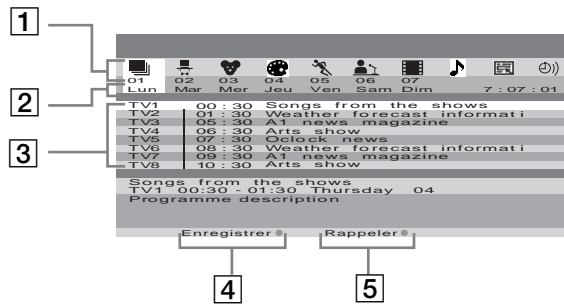 1
01 02 03 04 05 06 07
2
Lun Mar Mer Jeu Ven Sam Dim 7 : 07 : 01
TV1 00 : 30 Songs from the shows
TV2 01 : 30 Weather forecast informati
TV3 05 : 30 A1 news magazine
3
TV4 06 : 30 Arts show
TV5 07 : 30 Oclock news
TV6 08 : 30 Weather forecast informati
TV7 09 : 30 A1 news magazine
TV8 10 : 30 Arts show
Songs from the shows
TV1 00:30 - 01:30 Thursday 04
Programme description
Enregistrer Rappeler
4 5